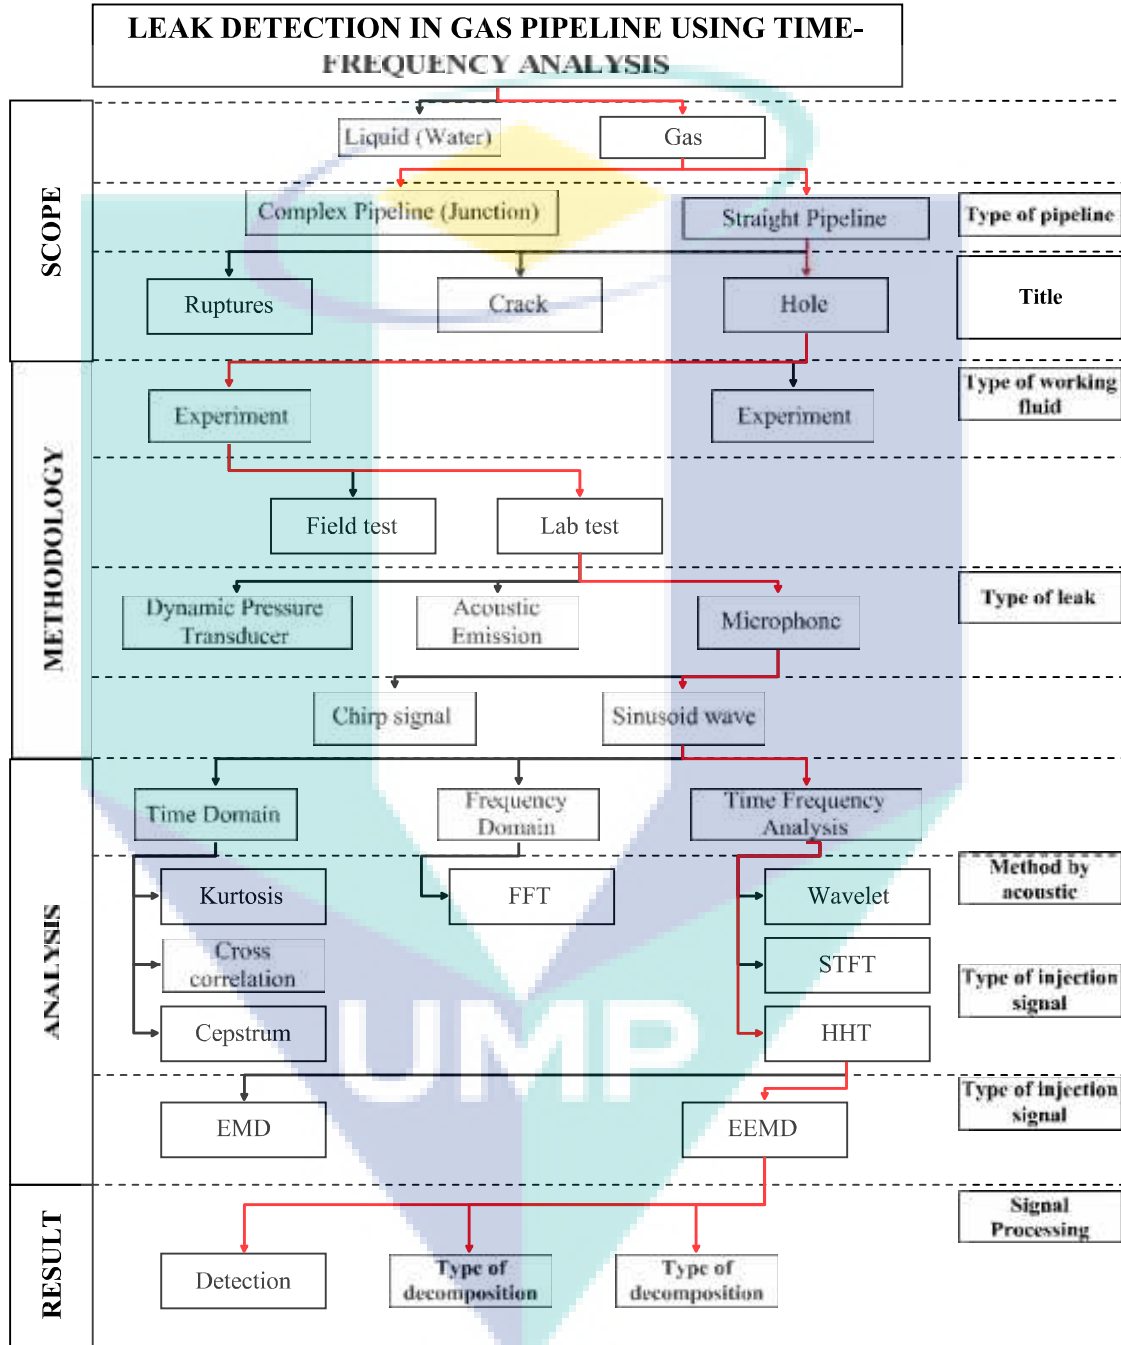 LEAK DETECTION IN GAS PIPELINE USING TIME-
FREQUENCY ANALYSIS
SCOPE
Liquid (Water)
Gas
Complex Pipeline (Junction)
Straight Pipeline
Type of pipeline
Ruptures
Crack
Hole
Title
METHODOLOGY
Experiment
Experiment
Type of working
fluid
Field test
Lab test
Dynamic Pressure
Transducer
Acoustic
Emission
Microphone
Type of leak
Chirp signal
Sinusoid wave
ANALYSIS
Time Domain
Frequency
Domain
Time Frequency
Analysis
Kurtosis
FFT
Wavelet
Method by
acoustic
Cross
correlation
STFT
Type of injection
signal
Cepstrum
HHT
UMP
EMD
EEMD
Type of injection
signal
RESULT
Signal
Processing
Detection
Type of
decomposition
Type of
decomposition